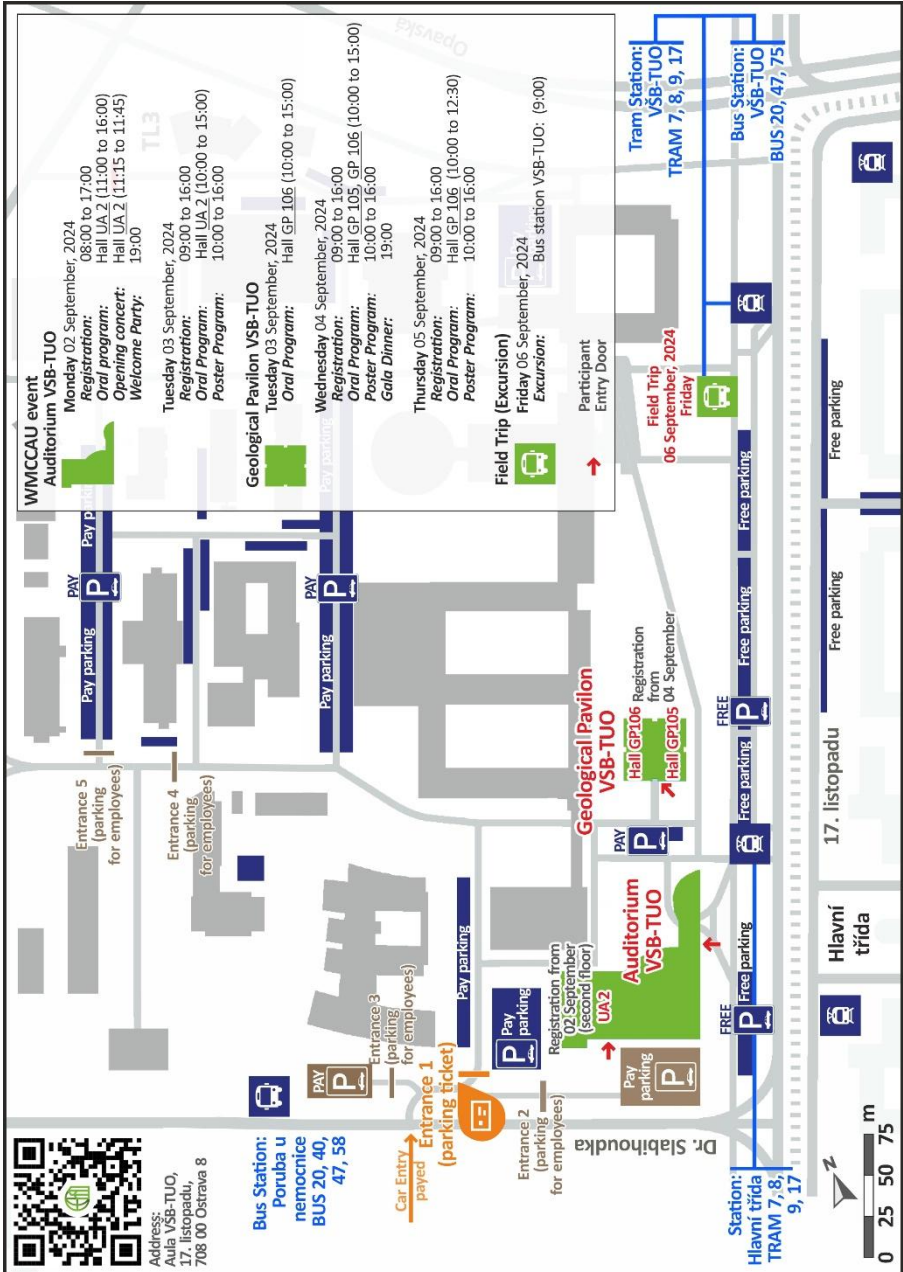 Address:
Aula VŠB-TUO,
17. listopadu,
708 00 Ostrava 8
Bus Station:
Poruba u
nemocnice
BUS 20, 40,
47, 58
Car Entry
payed
Entrance 1
(parking ticket)
PAY
P
Entrance 3
(parking
for employees)
Entrance 2
(parking
for employees)
Dr. Slabihoudka
Station:
Hlavní třída
TRAM 7, 8,
9, 17
0 25 50 75 m
Z
Entrance 5
(parking
for employees)
Entrance 4
(parking
for employees)
Pay parking
PAY
P
Pay parking
Pay parking
PAY
P
Pay parking
Pay parking
P
Pay
parking
Pay
parking
P
Registration from
02 September
(second floor)
UA 2
Auditorium
VSB-TUO
PAY
P
Geological Pavilon
VSB-TUO
Hall GP106
Hall GP105
Registration
from
04 September
FREE
P
Free parking
Free parking
FREE
P
Free parking
Free parking
Hlavní
třída
17. listopadu
Free parking
Free parking
Field Trip
06 September, 2024
Friday
Tram Station:
VŠB-TUO
TRAM 7, 8, 9, 17
Bus Station:
VŠB-TUO
BUS 20, 47, 75
Opavská
TL3
WMCCAU event
Auditorium VSB-TUO
Monday 02 September, 2024
Registration: 08:00 to 17:00
Oral program: Hall UA 2 (11:00 to 16:00)
Opening concert: Hall UA 2 (11:15 to 11:45)
Welcome Party: 19:00
Tuesday 03 September, 2024
Registration: 09:00 to 16:00
Oral Program: Hall UA 2 (10:00 to 15:00)
Poster Program: 10:00 to 16:00
Geological Pavilion VSB-TUO
Tuesday 03 September, 2024
Oral Program: Hall GP 106 (10:00 to 15:00)
Wednesday 04 September, 2024
Registration: 09:00 to 16:00
Oral Program: Hall GP 105, GP 106 (10:00 to 15:00)
Poster Program: 10:00 to 16:00
Gala Dinner: 19:00
Thursday 05 September, 2024
Registration: 09:00 to 16:00
Oral Program: Hall GP 106 (10:00 to 12:30)
Poster Program: 10:00 to 16:00
Field Trip (Excursion)
Friday 06 September, 2024
Excursion: Bus station VSB-TUO: (9:00)
Participant
Entry Door